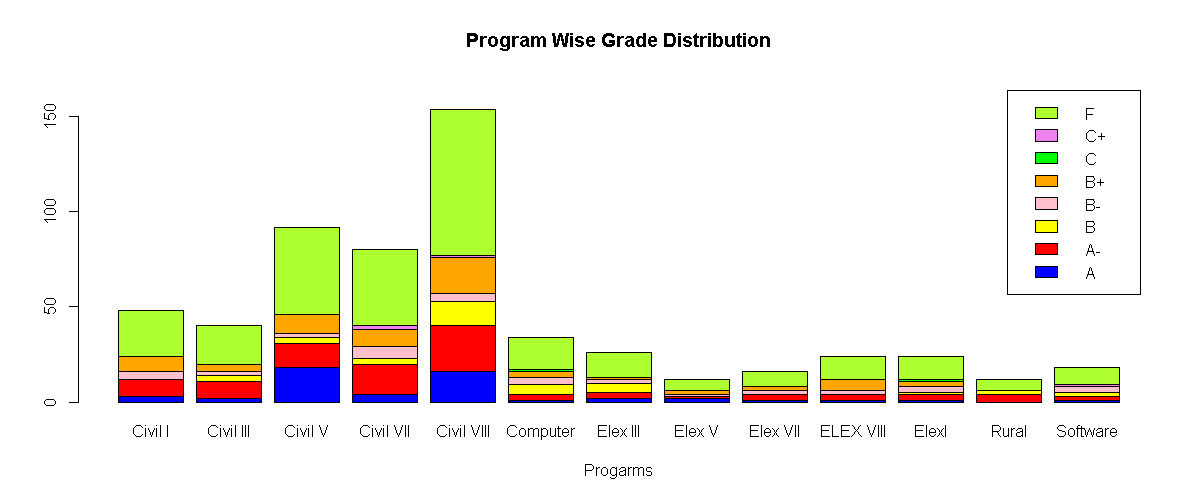 Program Wise Grade Distribution
150
100
50
0
F
C+
C
B+
B-
B
A-
A
Civil I Civil III Civil V Civil VII Civil VIII Computer Elex III Elex V Elex VII ELEX VIII ElexI Rural Software
Progarms